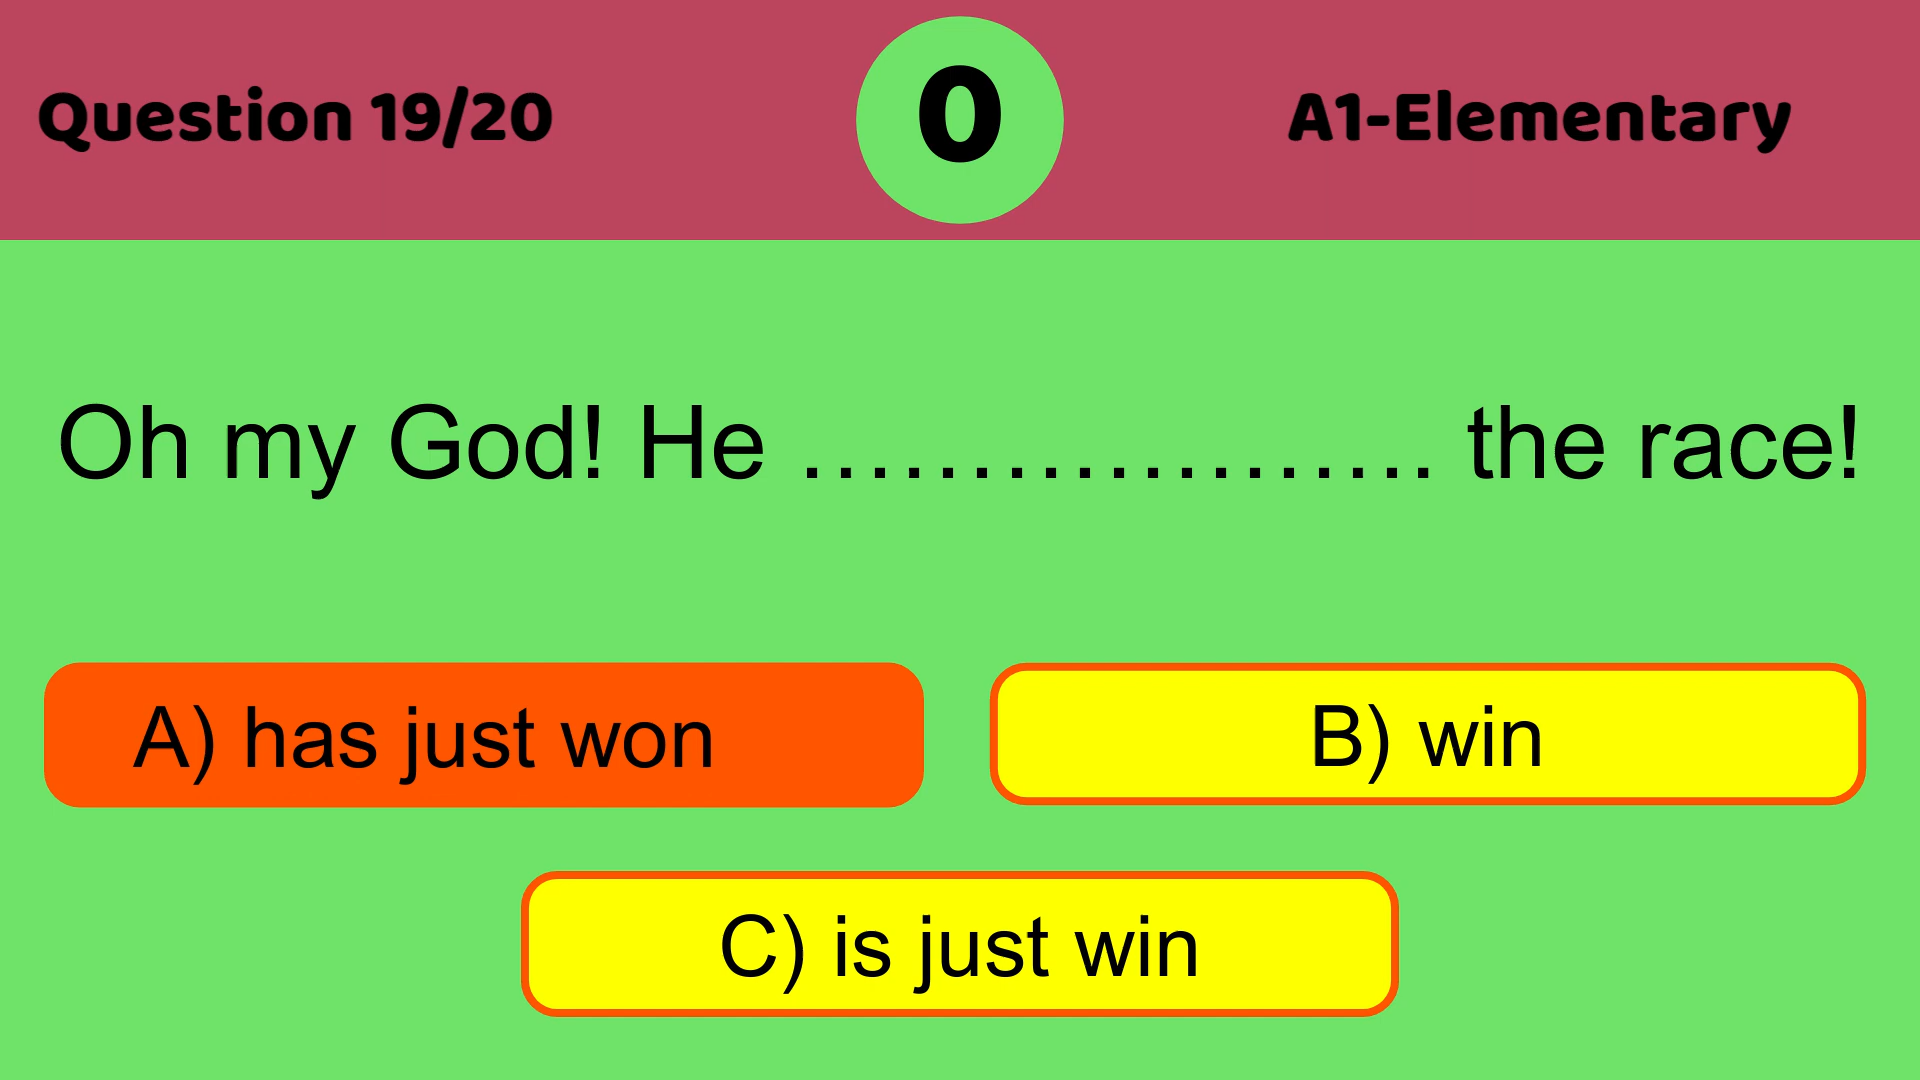 Question 19/20
0
A1-Elementary
Oh my God! He ………………. the race!
A) has just won
B) win
C) is just win